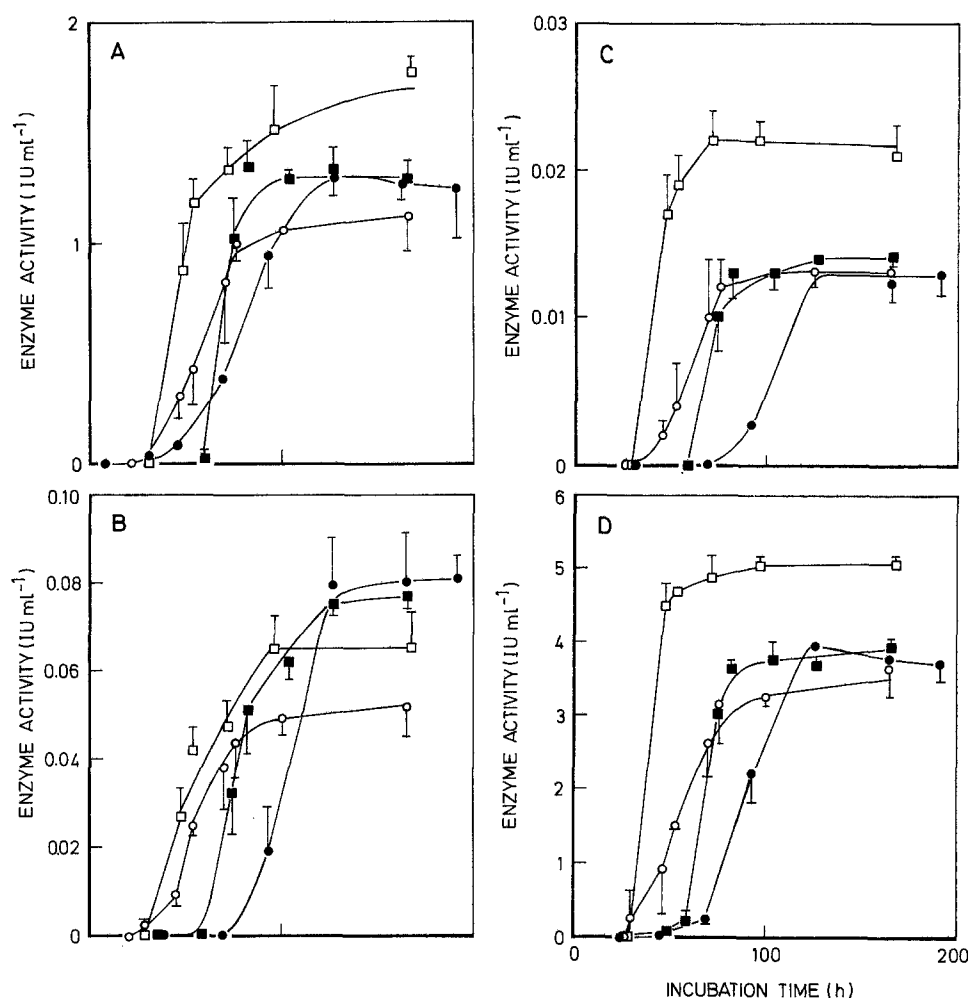 A
2
1
0
ENZYME ACTIVITY (IU ml⁻¹)
C
0.03
0.02
0.01
0
ENZYME ACTIVITY (IU ml⁻¹)
B
0.10
0.08
0.06
0.04
0.02
0
ENZYME ACTIVITY (IU ml⁻¹)
D
6
5
4
3
2
1
0
ENZYME ACTIVITY (IU ml⁻¹)
0 100 200
INCUBATION TIME (h)